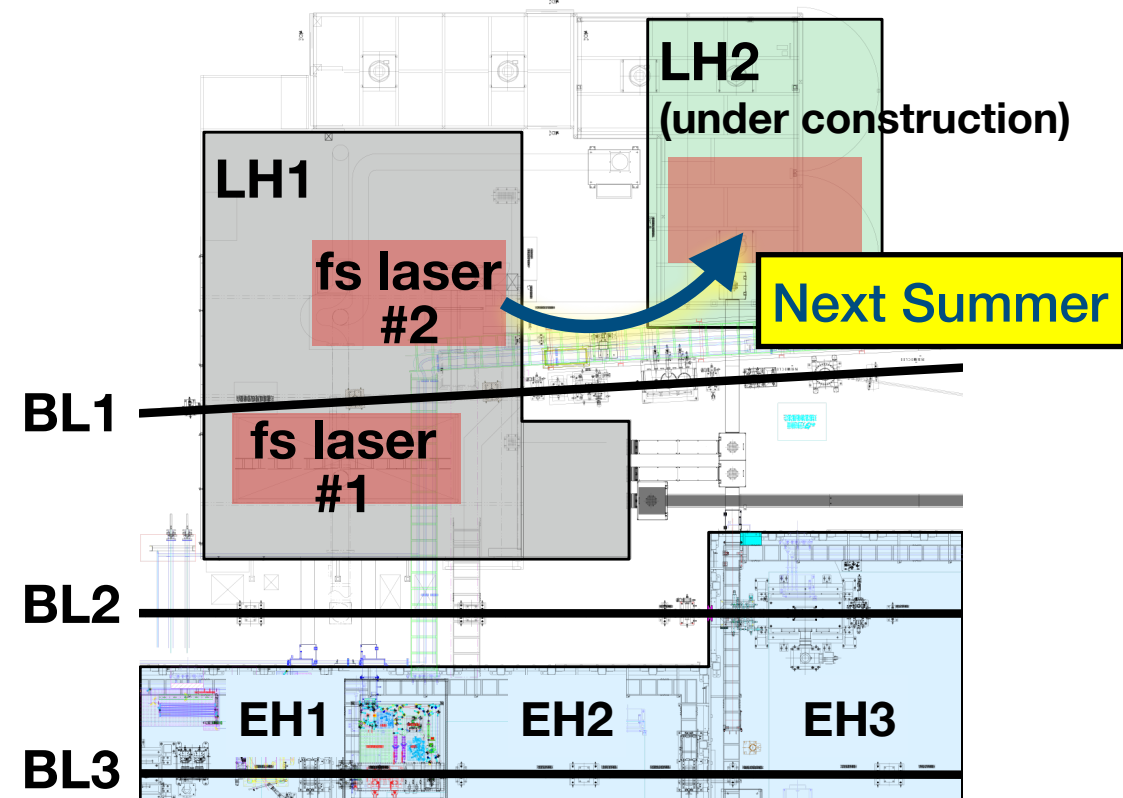 LH2
(under construction)
LH1
fs laser
#2
Next Summer
BL1
fs laser
#1
BL2
EH1
EH2
EH3
BL3